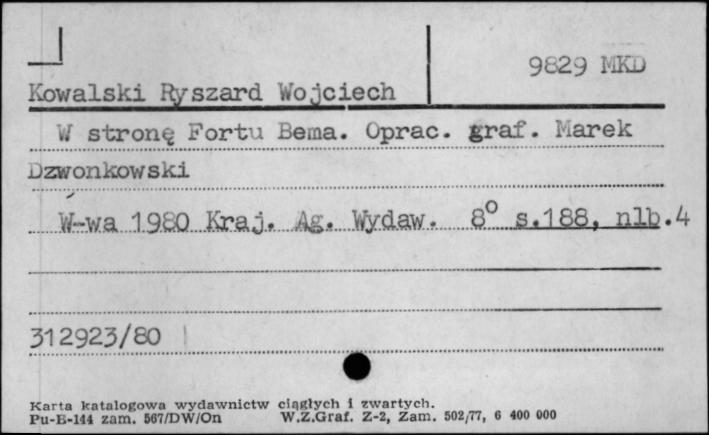 9829 MKD
Kowalski Ryszard Wojciech
W stronę Fortu Bema. Oprac. graf. Marek
Dzwonkowski
W-wa 1980 Kraj. Ag. Wydaw. 8° s.188, nlb.4
312923/80
Karta katalogowa wydawnictw ciągłych i zwartych.
Pu-B-144 zam. 567/DW/On W.Z.Graf. Z-2, Zam. 502/77, 6 400 000